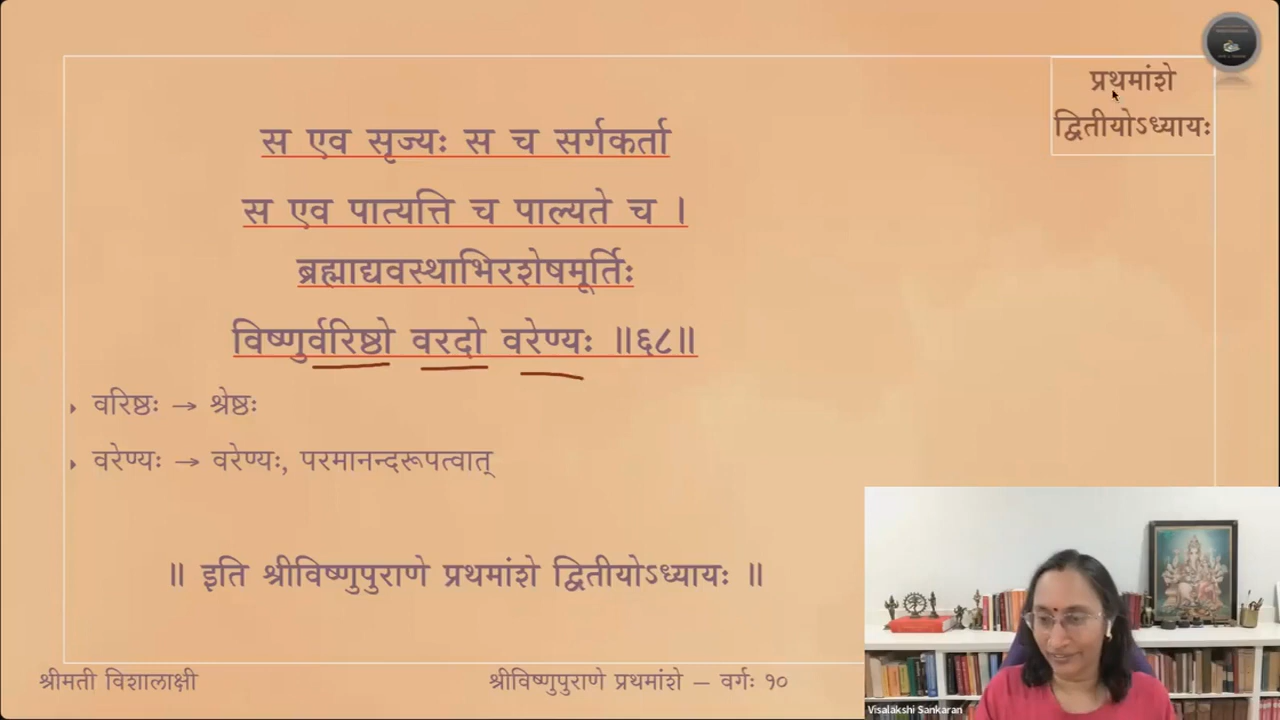 प्रथमांशे
द्वितीयोऽध्यायः
स एव सृज्यः स च सर्गकर्ता
स एव पात्यत्ति च पाल्यते च ।
ब्रह्माद्यवस्थाभिरशेषमूर्तिः
विष्णुर्वरिष्ठो वरदो वरेण्यः ॥६८॥
वरिष्ठः → श्रेष्ठः
वरेण्यः → वरेण्यः, परमानन्दरूपत्वात्
॥ इति श्रीविष्णुपुराणे प्रथमांशे द्वितीयोऽध्यायः ॥
श्रीमती विशालाक्षी
श्रीविष्णुपुराणे प्रथमांशे – वर्गः १०
Visalakshi Sankaran